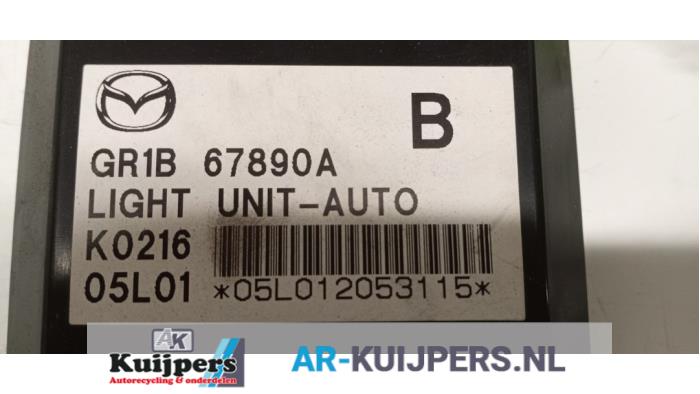 B
GR1B 67890A
LIGHT UNIT-AUTO
K0216
05L01 *05L012053115*
AK
Kuijpers
Autorecycling & onderdelen
AR-KUIJPERS.NL